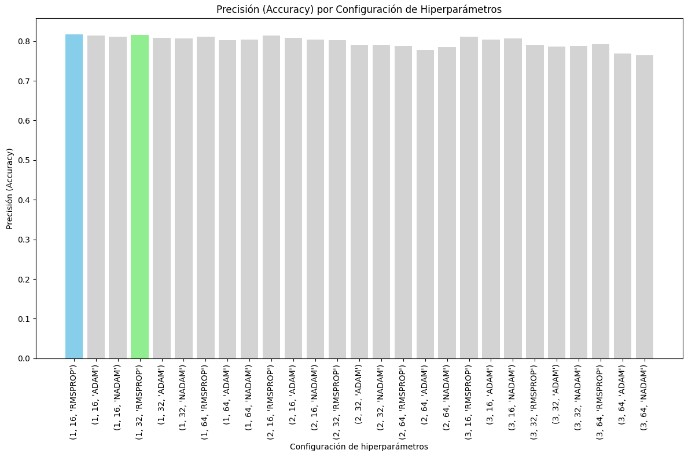 Precisión (Accuracy) por Configuración de Hiperparámetros
Precisión (Accuracy)
0.8
0.7
0.6
0.5
0.4
0.3
0.2
0.1
0.0
(1, 16, 'RMSPROP')
(1, 16, 'ADAM')
(1, 16, 'NADAM')
(1, 32, 'RMSPROP')
(1, 32, 'ADAM')
(1, 32, 'NADAM')
(1, 64, 'RMSPROP')
(1, 64, 'ADAM')
(1, 64, 'NADAM')
(2, 16, 'RMSPROP')
(2, 16, 'ADAM')
(2, 16, 'NADAM')
(2, 32, 'RMSPROP')
(2, 32, 'ADAM')
(2, 32, 'NADAM')
(2, 64, 'RMSPROP')
(2, 64, 'ADAM')
(2, 64, 'NADAM')
(3, 16, 'RMSPROP')
(3, 16, 'ADAM')
(3, 16, 'NADAM')
(3, 32, 'RMSPROP')
(3, 32, 'ADAM')
(3, 32, 'NADAM')
(3, 64, 'RMSPROP')
(3, 64, 'ADAM')
(3, 64, 'NADAM')
Configuración de hiperparámetros